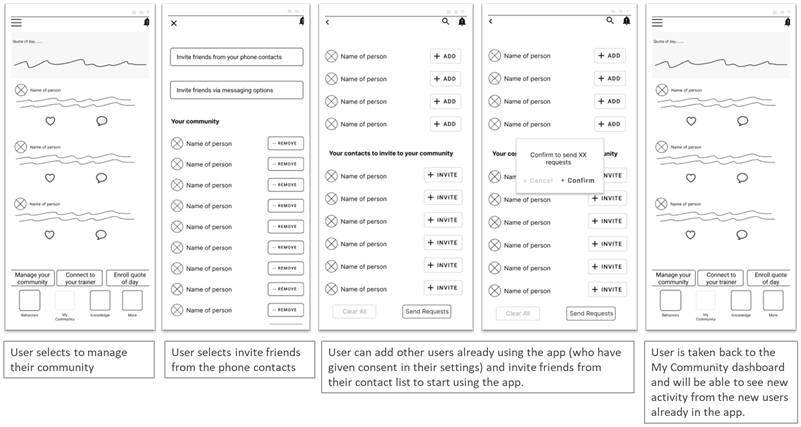 Quote of day.......
Name of person
Name of person
Name of person
Manage your
community
Connect to
your trainer
Enroll quote
of day
Behaviors
My
Community
Knowledge
More
User selects to manage
their community
Invite friends from your phone contacts
Invite friends via messaging options
Your community
Name of person
-- REMOVE
Name of person
-- REMOVE
Name of person
-- REMOVE
Name of person
-- REMOVE
Name of person
-- REMOVE
Name of person
-- REMOVE
Name of person
-- REMOVE
Name of person
-- REMOVE
Name of person
-- REMOVE
User selects invite friends
from the phone contacts
Name of person
+ ADD
Name of person
+ ADD
Name of person
+ ADD
Name of person
+ ADD
Your contacts to invite to your community
Name of person
+ INVITE
Name of person
+ INVITE
Name of person
+ INVITE
Name of person
+ INVITE
Name of person
+ INVITE
Name of person
+ INVITE
Clear All
Send Requests
Name of person
+ ADD
Name of person
+ ADD
Name of person
+ ADD
Name of person
+ ADD
Your
Confirm to send XX
requests
× Cancel
+ Confirm
Name
+ INVITE
Name of person
+ INVITE
Name of person
+ INVITE
Name of person
+ INVITE
Name of person
+ INVITE
Name of person
+ INVITE
Clear All
Send Requests
User can add other users already using the app (who have
given consent in their settings) and invite friends from
their contact list to start using the app.
Quote of day.......
Name of person
Name of person
Name of person
Manage your
community
Connect to
your trainer
Enroll quote
of day
Behaviors
My
Community
Knowledge
More
User is taken back to the
My Community dashboard
and will be able to see new
activity from the new users
already in the app.